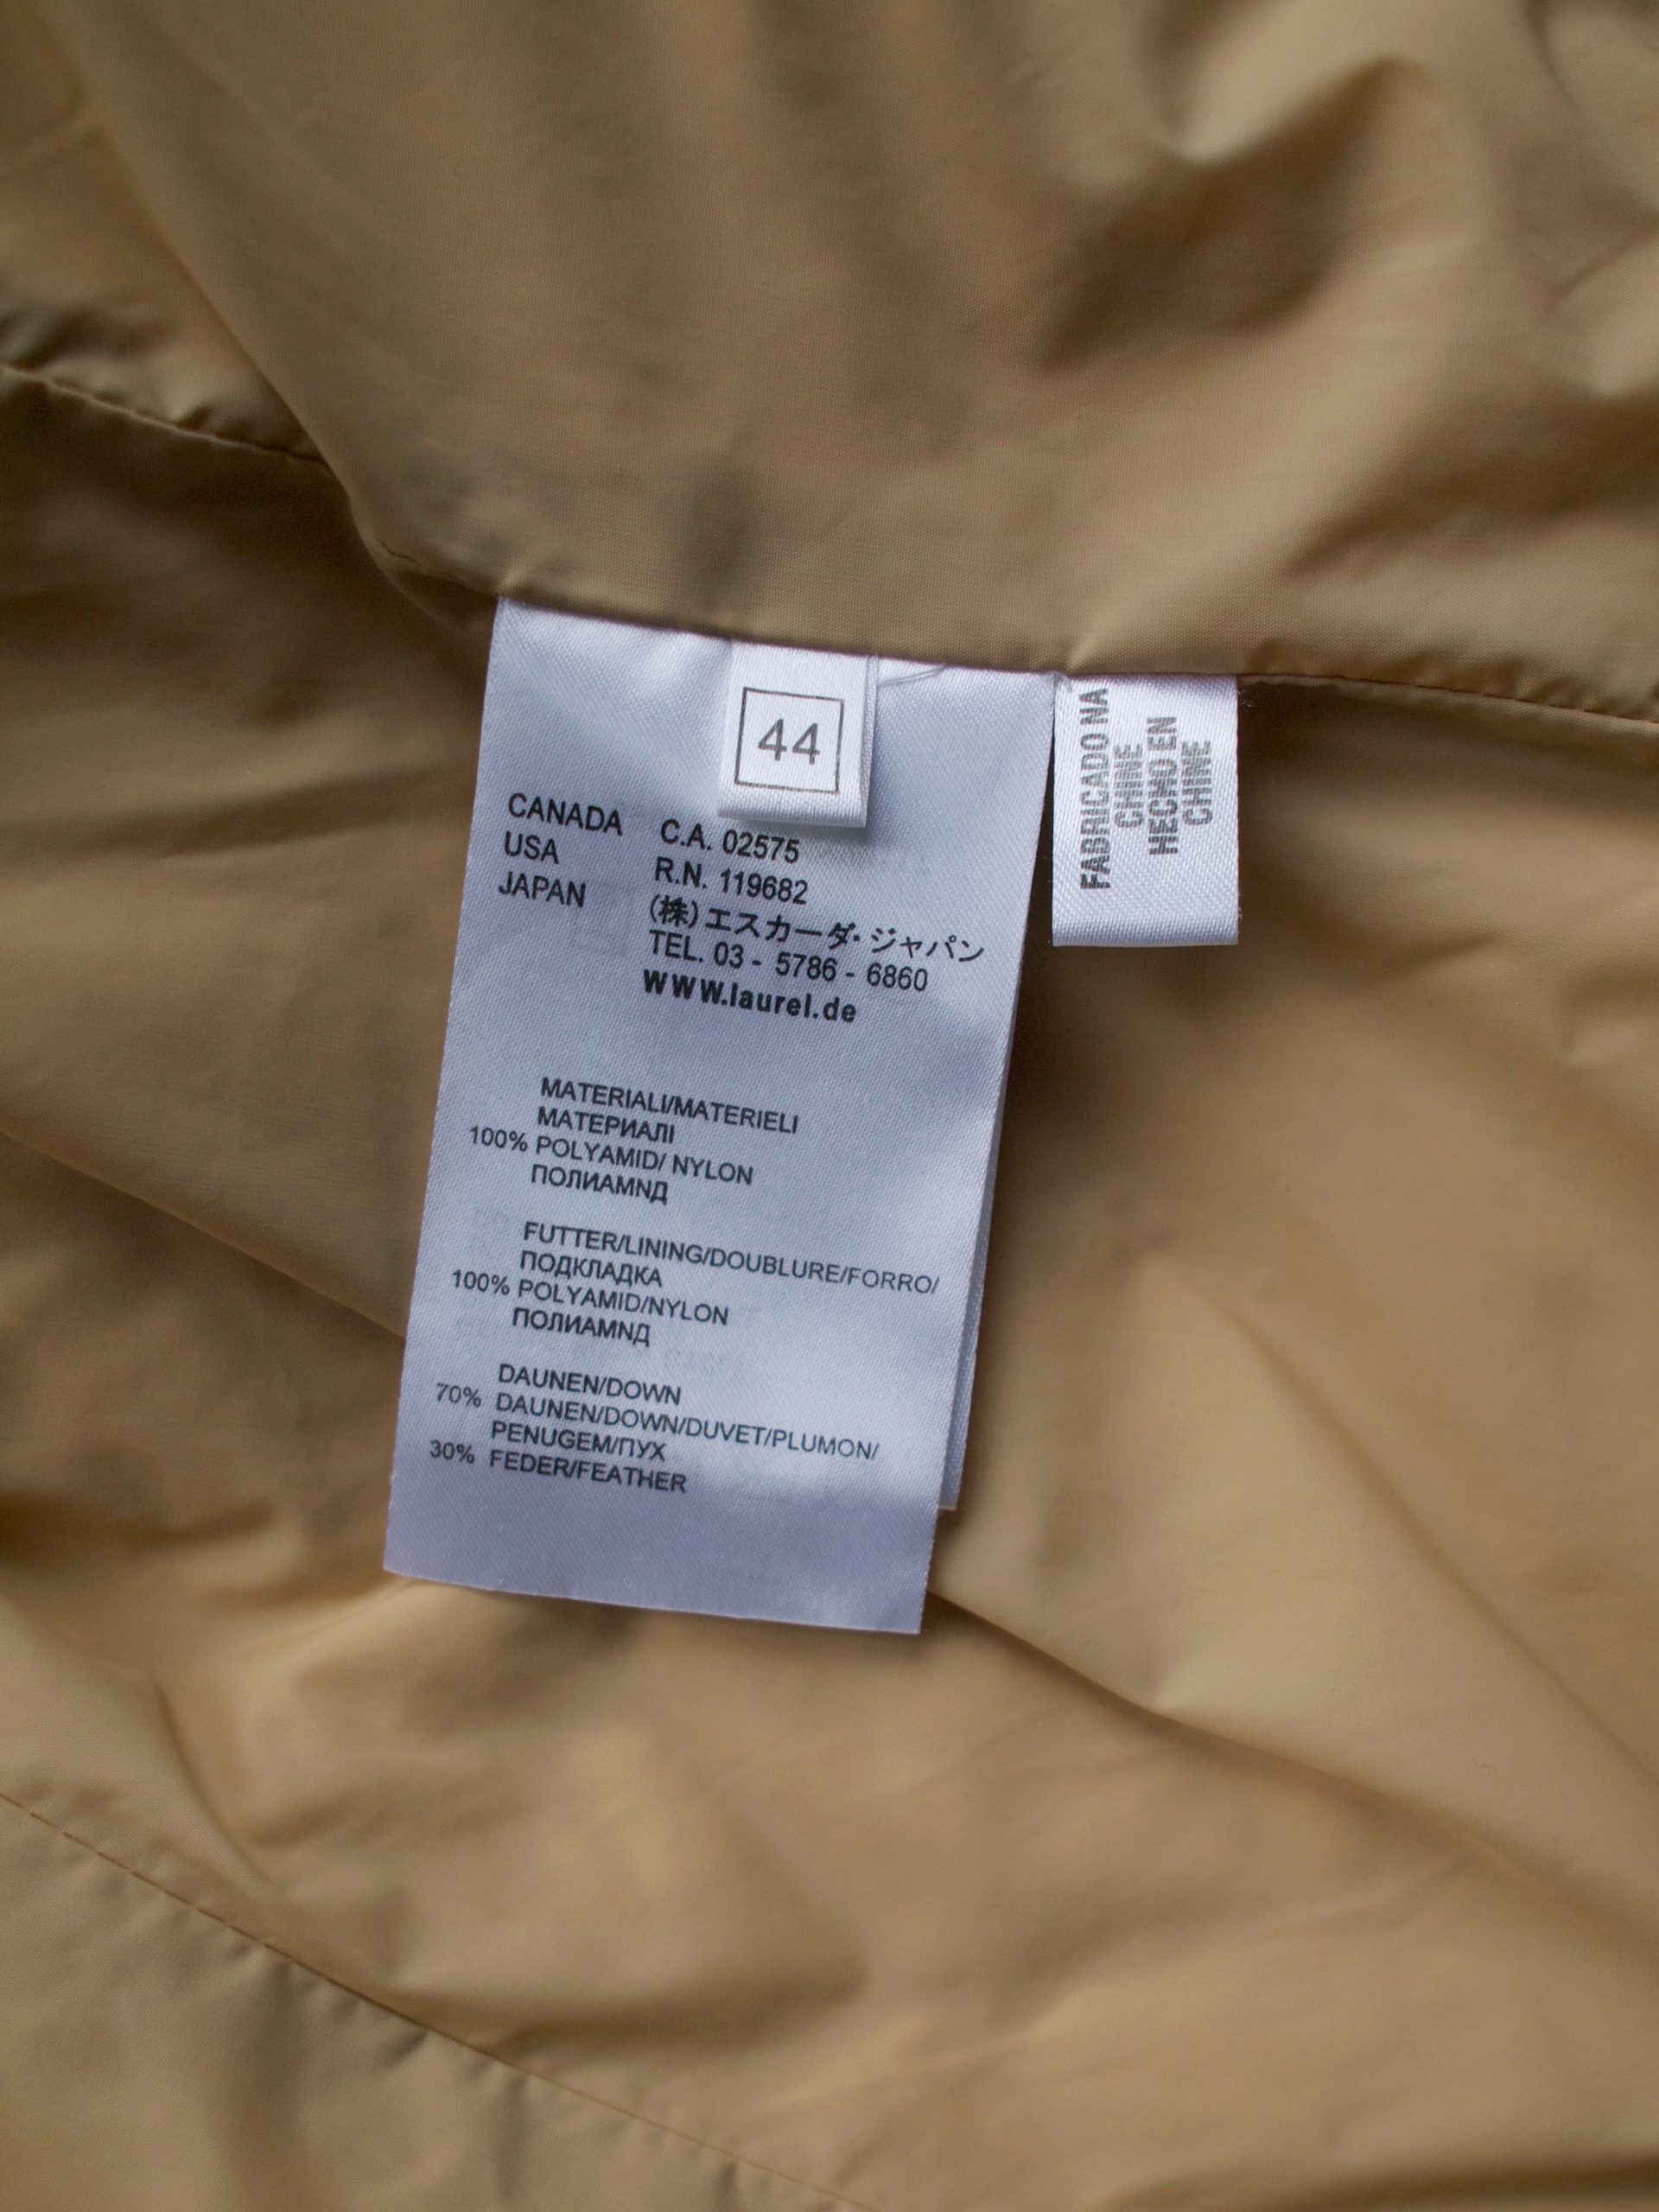 44
CANADA C.A. 02575
USA R.N. 119682
JAPAN (株)エスカーダ・ジャパン
TEL. 03 - 5786 - 6860
www.laurel.de
MATERIALI/MATERIELI
МАТЕРИАЛІ
100% POLYAMID/ NYLON
ПОЛИАМNД
FUTTER/LINING/DOUBLURE/FORRO/
ПОДКЛАДКА
100% POLYAMID/NYLON
ПОЛИАМNД
DAUNEN/DOWN
70% DAUNEN/DOWN/DUVET/PLUMON/
PENUGEM/ПУХ
30% FEDER/FEATHER
FABRICADO NA
CHINE
HECHO EN
CHINE